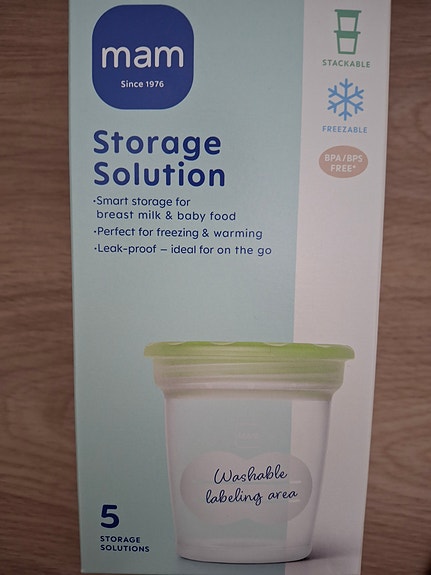 mam
Since 1976
STACKABLE
FREEZABLE
BPA/BPS
FREE*
Storage
Solution
·Smart storage for
breast milk & baby food
·Perfect for freezing & warming
·Leak-proof – ideal for on the go
Washable
labeling area
5
STORAGE
SOLUTIONS